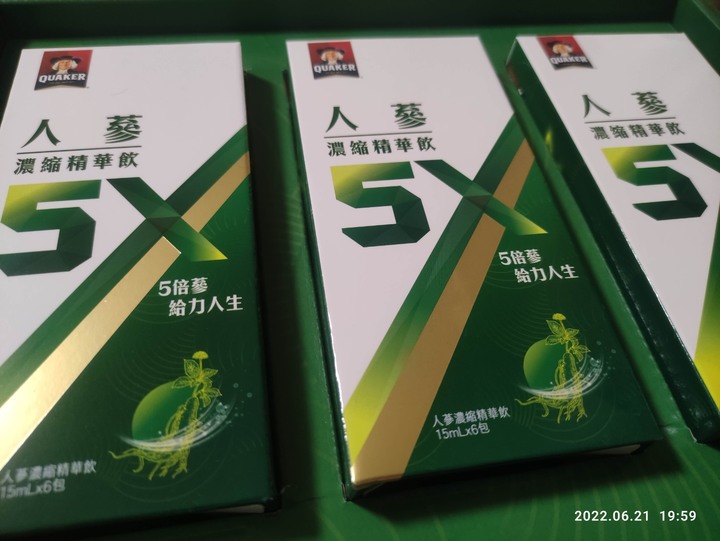 QUAKER
人蔘
濃縮精華飲
5X
5倍蔘
給力人生
人蔘濃縮精華飲
15mLx6包
QUAKER
人蔘
濃縮精華飲
5X
5倍蔘
給力人生
人蔘濃縮精華飲
15mLx6包
QUAKER
人蔘
濃縮精華飲
5
2022.06.21 19:59